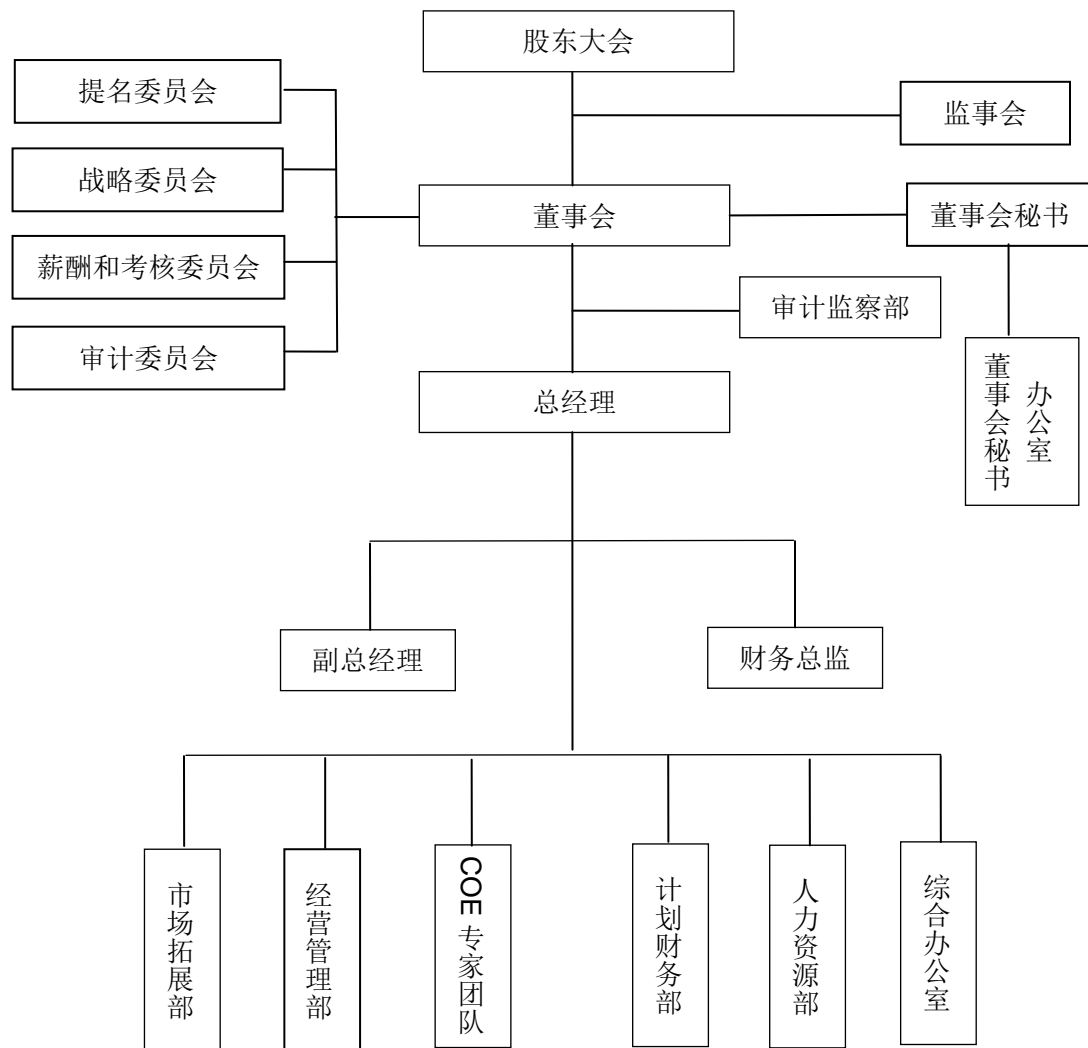 股东大会
提名委员会
监事会
战略委员会
董事会
董事会秘书
薪酬和考核委员会
审计监察部
审计委员会
总经理
董事会秘书
办公室
副总经理
财务总监
市场拓展部
经营管理部
COE 专家团队
计划财务部
人力资源部
综合办公室